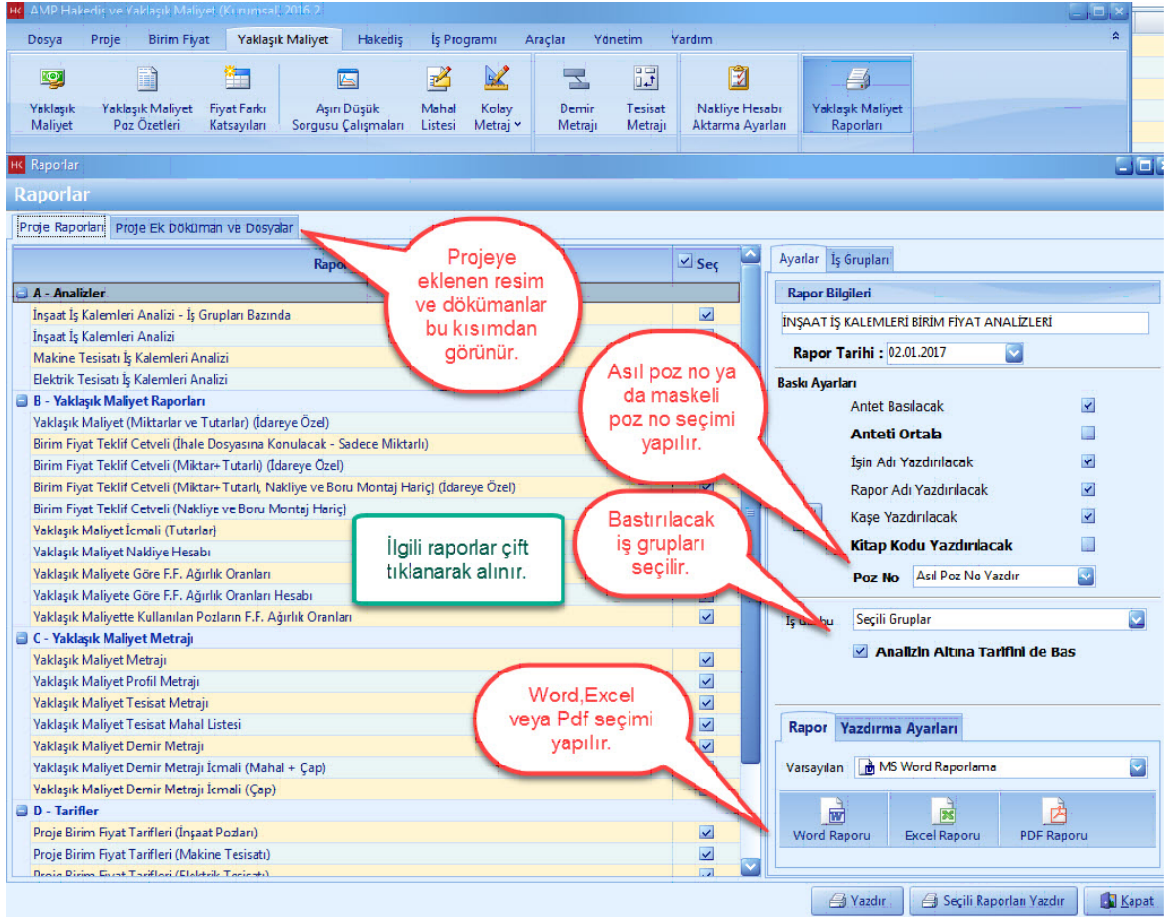 AMP Hakediş ve Yaklaşık Maliyet (Kurumsal) 2016.2
Dosya Proje Birim Fiyat Yaklaşık Maliyet Hakediş İş Programı Araçlar Yönetim Yardım
Yaklaşık Maliyet
Yaklaşık Maliyet Poz Özetleri
Fiyat Farkı Katsayıları
Aşırı Düşük Sorgusu Çalışmaları
Mahal Listesi
Kolay Metraj
Demir Metrajı
Tesisat Metrajı
Nakliye Hesabı Aktarma Ayarları
Yaklaşık Maliyet Raporları
HK Raporlar
Raporlar
Proje Raporları Proje Ek Döküman ve Dosyalar
Seç
A - Analizler
İnşaat İş Kalemleri Analizi - İş Grupları Bazında
İnşaat İş Kalemleri Analizi
Makine Tesisatı İş Kalemleri Analizi
Elektrik Tesisatı İş Kalemleri Analizi
B - Yaklaşık Maliyet Raporları
Yaklaşık Maliyet (Miktarlar ve Tutarlar) (İdareye Özel)
Birim Fiyat Teklif Cetveli (İhale Dosyasına Konulacak - Sadece Miktarlı)
Birim Fiyat Teklif Cetveli (Miktar+Tutarlı) (İdareye Özel)
Birim Fiyat Teklif Cetveli (Miktar+Tutarlı, Nakliye ve Boru Montaj Hariç) (İdareye Özel)
Birim Fiyat Teklif Cetveli (Nakliye ve Boru Montaj Hariç)
Yaklaşık Maliyet İcmali (Tutarlar)
Yaklaşık Maliyet Nakliye Hesabı
Yaklaşık Maliyete Göre F.F. Ağırlık Oranları
Yaklaşık Maliyete Göre F.F. Ağırlık Oranları Hesabı
Yaklaşık Maliyette Kullanılan Pozların F.F. Ağırlık Oranları
C - Yaklaşık Maliyet Metrajı
Yaklaşık Maliyet Metrajı
Yaklaşık Maliyet Profil Metrajı
Yaklaşık Maliyet Tesisat Metrajı
Yaklaşık Maliyet Tesisat Mahal Listesi
Yaklaşık Maliyet Demir Metrajı
Yaklaşık Maliyet Demir Metrajı İcmali (Mahal + Çap)
Yaklaşık Maliyet Demir Metrajı İcmali (Çap)
D - Tarifler
Proje Birim Fiyat Tarifleri (İnşaat Pozları)
Proje Birim Fiyat Tarifleri (Makine Tesisatı)
Proje Birim Fiyat Tarifleri (Elektrik Tesisatı)
Projeye
eklenen resim
ve dökümanlar
bu kısımdan
görünür.
Asıl poz no ya
da maskeli
poz no seçimi
yapılır.
Bastırılacak
iş grupları
seçilir.
İlgili raporlar çift
tıklanarak alınır.
Word,Excel
veya Pdf seçimi
yapılır.
Ayarlar İş Grupları
Rapor Bilgileri
İNŞAAT İŞ KALEMLERİ BİRİM FİYAT ANALİZLERİ
Rapor Tarihi : 02.01.2017
Baskı Ayarları
Antet Basılacak
Anteti Ortala
İşin Adı Yazdırılacak
Rapor Adı Yazdırılacak
Kaşe Yazdırılacak
Kitap Kodu Yazdırılacak
Poz No Asıl Poz No Yazdır
Seçili Gruplar
Analizin Altına Tarifini de Bas
Rapor Yazdırma Ayarları
Varsayılan MS Word Raporlama
Word Raporu Excel Raporu PDF Raporu
Yazdır Seçili Raporları Yazdır Kapat